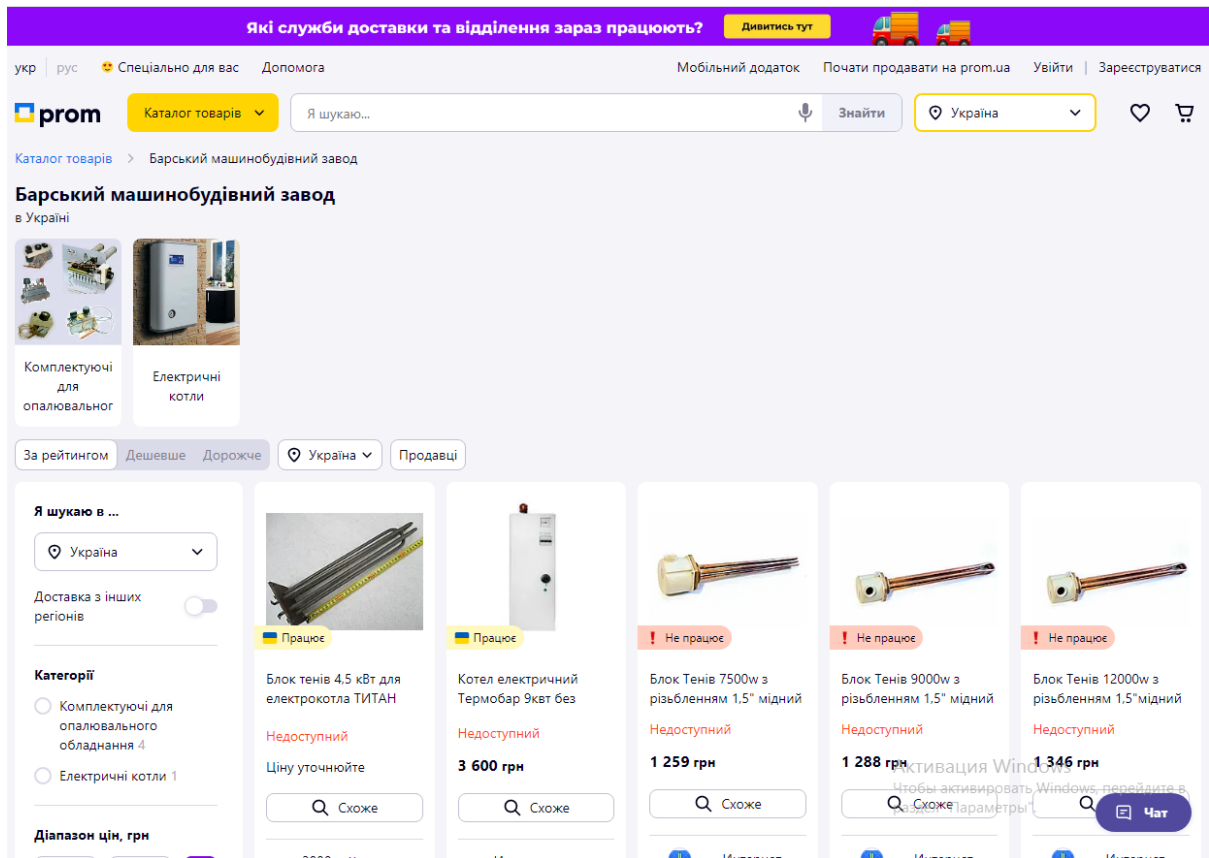 Які служби доставки та відділення зараз працюють?
Дивитись тут
укр рус Спеціально для вас Допомога
Мобільний додаток Почати продавати на prom.ua Увійти | Зареєструватися
prom
Каталог товарів
Я шукаю...
Знайти
Україна
Каталог товарів > Барський машинобудівний завод
Барський машинобудівний завод
в Україні
Комплектуючі
для
опалювальног
Електричні
котли
За рейтингом Дешевше Дорожче
Україна
Продавці
Я шукаю в ...
Україна
Доставка з інших
регіонів
Категорії
Комплектуючі для
опалювального
обладнання 4
Електричні котли 1
Діапазон цін, грн
Працює
Блок тенів 4,5 кВт для
електрокотла ТИТАН
Недоступний
Ціну уточнюйте
Схоже
Працює
Котел електричний
Термобар 9квт без
Недоступний
3 600 грн
Схоже
Не працює
Блок Тенів 7500w з
різьбленням 1,5" мідний
Недоступний
1 259 грн
Схоже
Не працює
Блок Тенів 9000w з
різьбленням 1,5" мідний
Недоступний
1 288 грн
Схоже
Не працює
Блок Тенів 12000w з
різьбленням 1,5"мідний
Недоступний
1 346 грн
Активация Windows
Чтобы активировать Windows, перейдите в
раздел "Параметры".
Чат